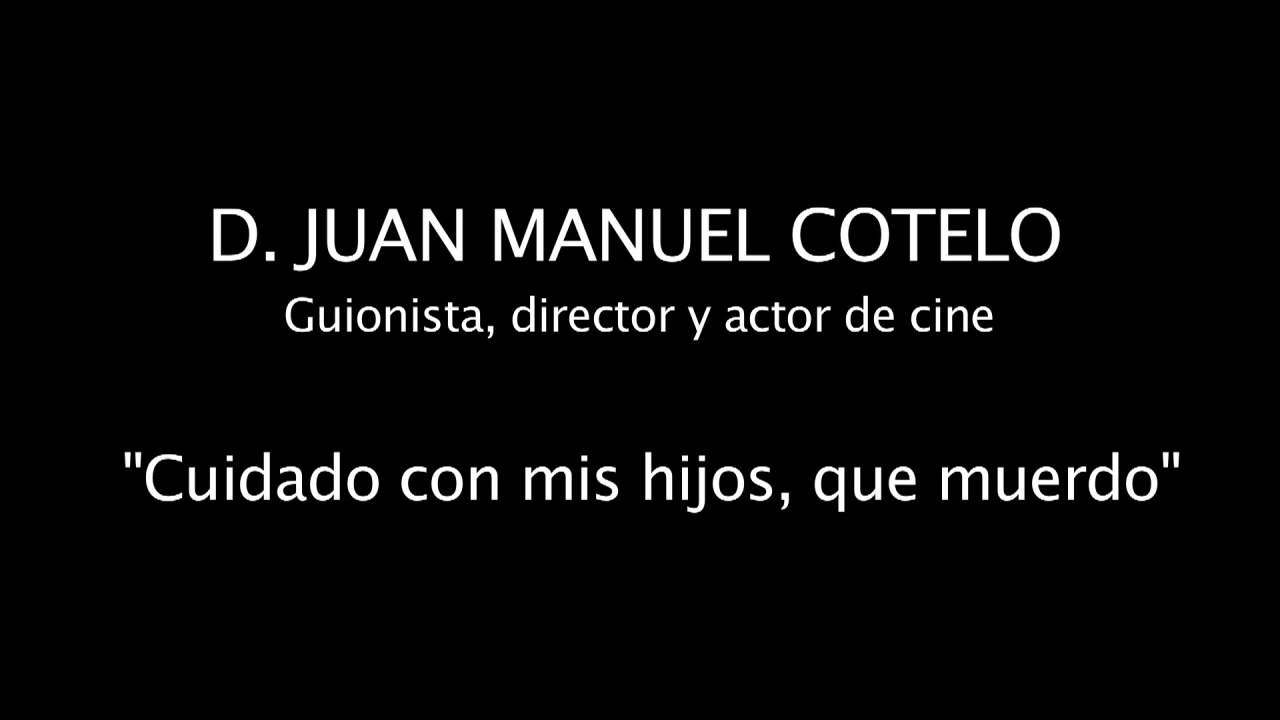 D. JUAN MANUEL COTELO
Guionista, director y actor de cine
"Cuidado con mis hijos, que muerdo"